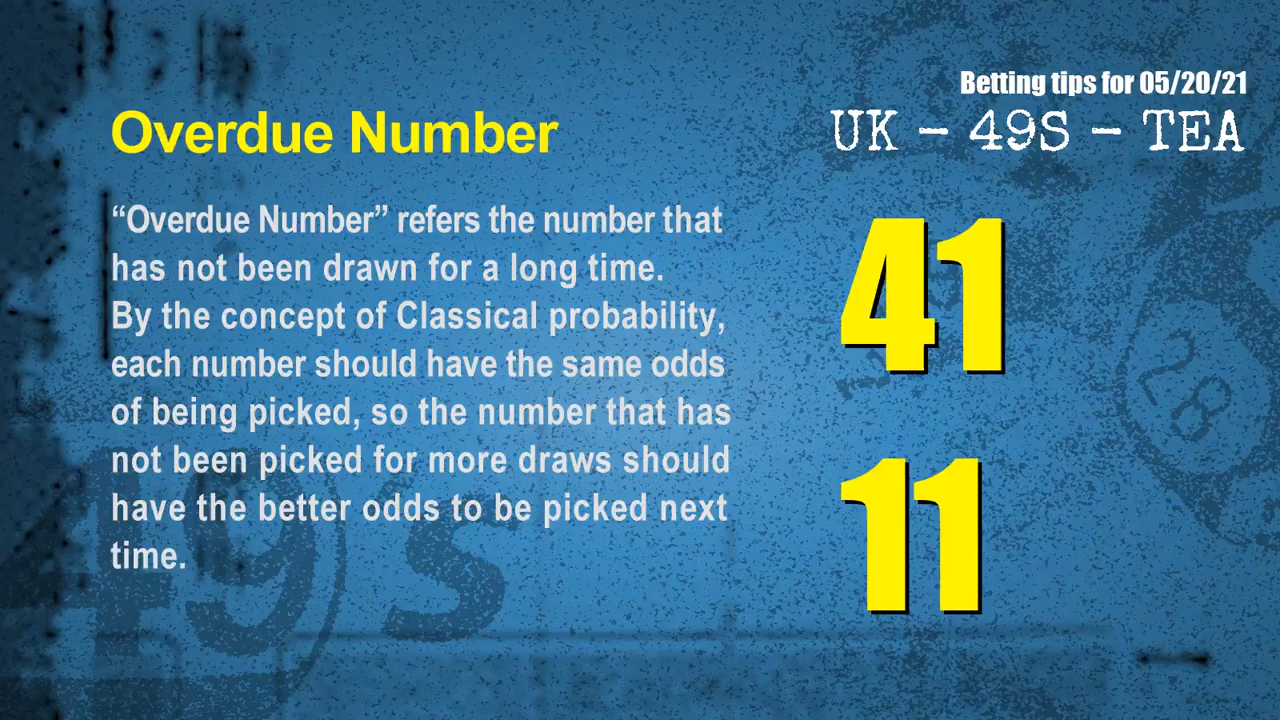 Betting tips for 05/20/21
UK - 49S - TEA
Overdue Number
“Overdue Number” refers the number that
has not been drawn for a long time.
By the concept of Classical probability,
each number should have the same odds
of being picked, so the number that has
not been picked for more draws should
have the better odds to be picked next
time.
41
11
28
49s